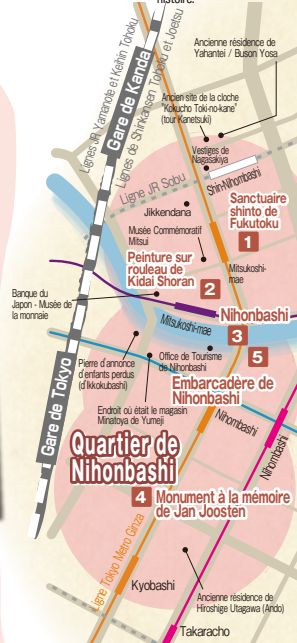 histoire.
Ancienne résidence de
Yahantei / Buson Yosa
Lignes JR Yamanote et Keihin Tohoku
Gare de Kanda
Lignes de Shinkansen Tohoku et Joetsu
Ancien site de la cloche
"Kokucho Toki-no-kane"
(tour Kanetsuki)
Vestiges de
Nagasakiya
Ligne JR Sobu
Shin-Nihombashi
Jikkendana
Sanctuaire
shinto de
Fukutoku
1
Musée Commémoratif
Mitsui
Peinture sur
rouleau de
Kidai Shoran
2
Mitsukoshi-
mae
Banque du
Japon - Musée de
la monnaie
Mitsukoshi-mae
Nihonbashi
3
5
Pierre d'annonce
d'enfants perdus
(d'Ikkokubashi)
Office de Tourisme
de Nihonbashi
Embarcadère de
Nihonbashi
Endroit où était le magasin
Minatoya de Yumeji
Gare de Tokyo
Nihombashi
Nihombashi
Quartier de
Nihonbashi
4
Monument à la mémoire
de Jan Joosten
Ligne Tokyo Metro Ginza
Kyobashi
Ancienne résidence de
Hiroshige Utagawa (Ando)
Takaracho